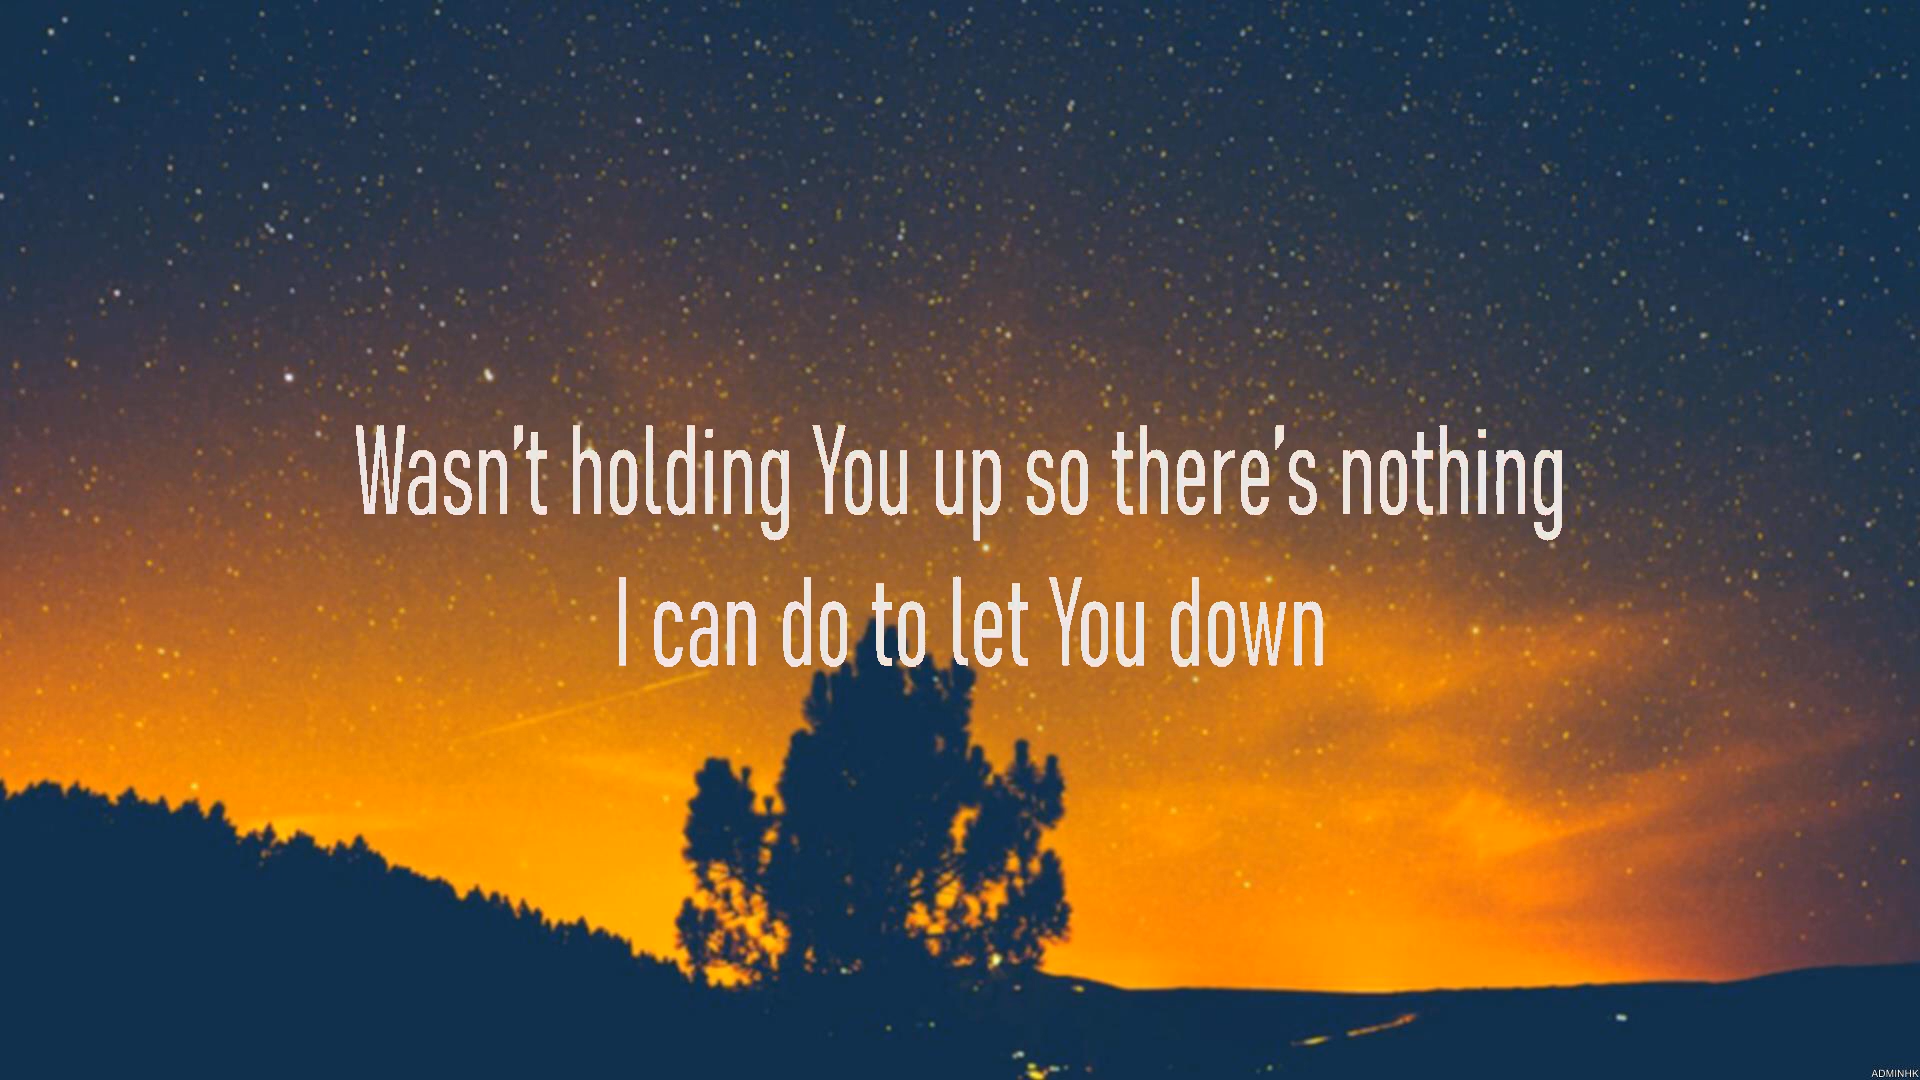 Wasn't holding You up so there's nothing
I can do to let You down
ADMINHK